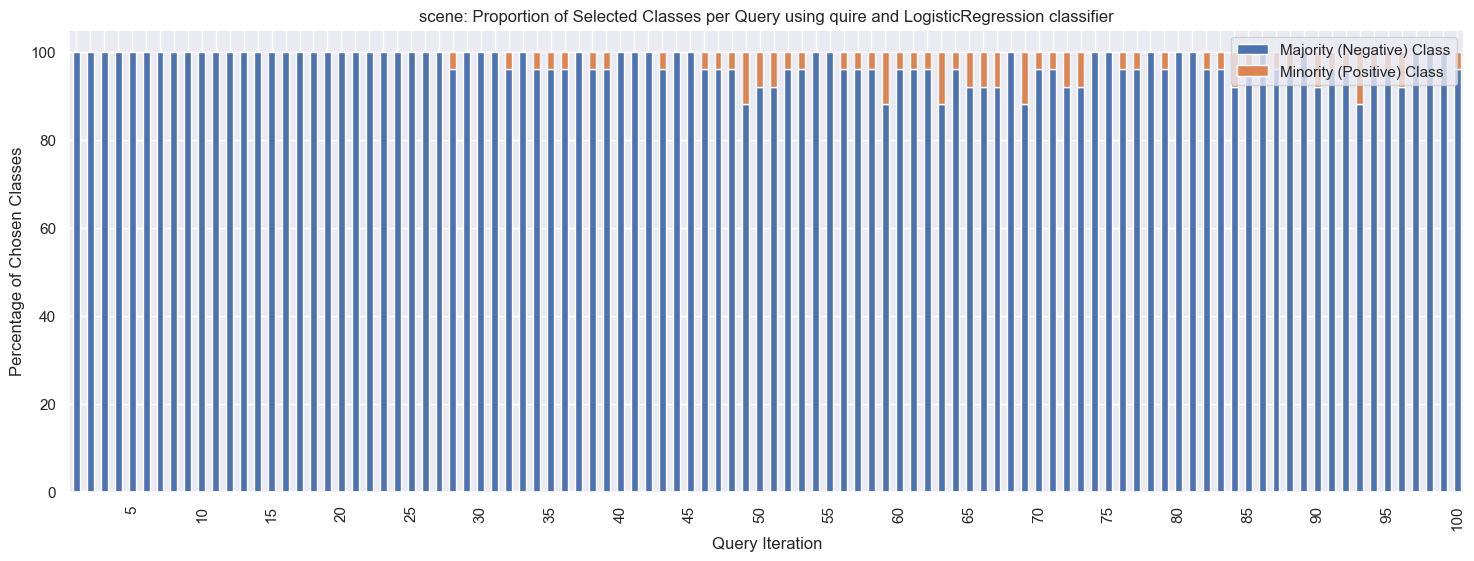 scene: Proportion of Selected Classes per Query using quire and LogisticRegression classifier
Majority (Negative) Class
Minority (Positive) Class
Percentage of Chosen Classes
100
80
60
40
20
0
5 10 15 20 25 30 35 40 45 50 55 60 65 70 75 80 85 90 95 100
Query Iteration